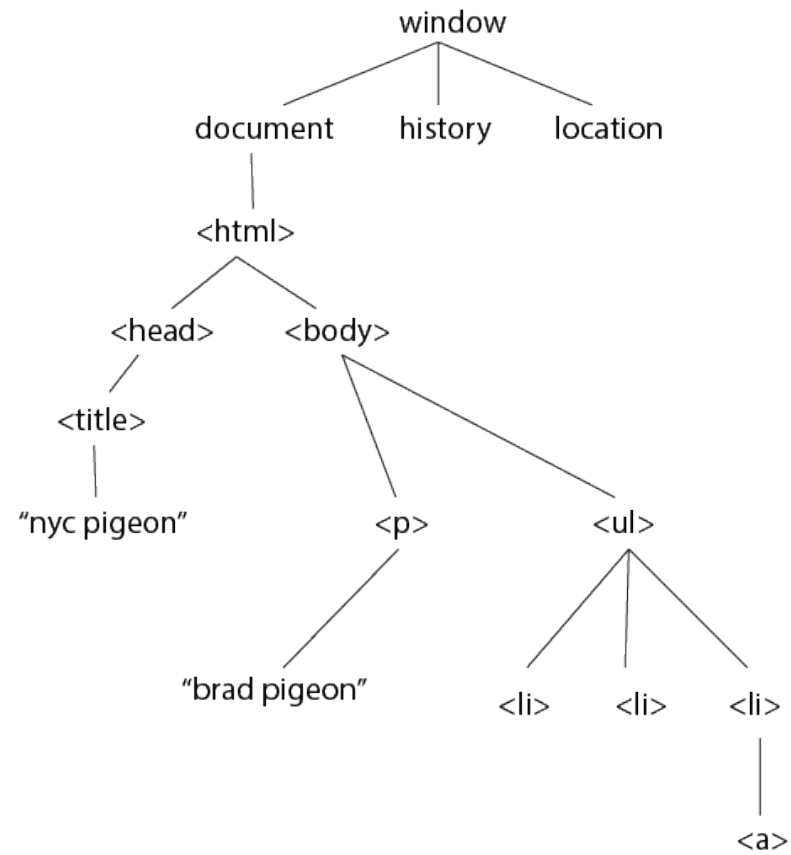 window
document history location
<html>
<head> <body>
<title>
“nyc pigeon” <p> <ul>
“brad pigeon” <li> <li> <li>
<a>